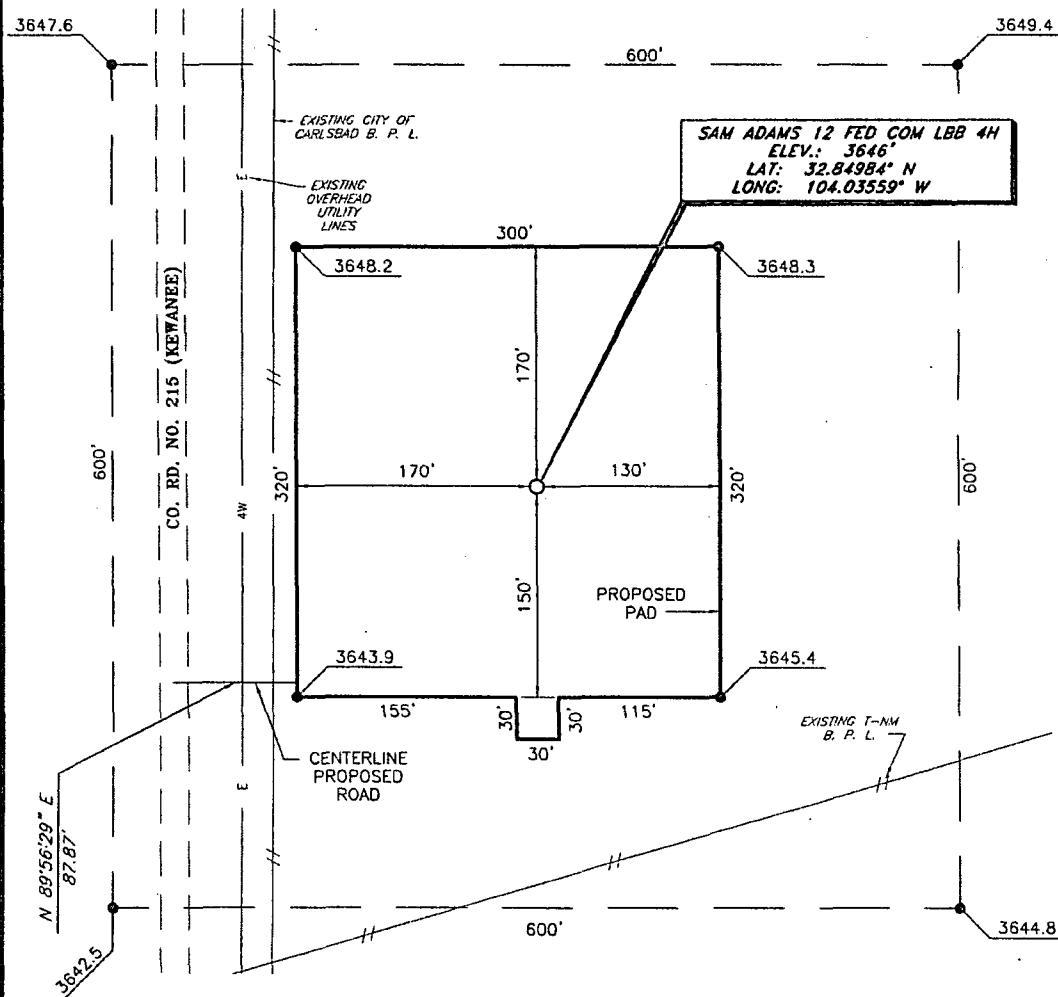 3647.6
3649.4
600'
EXISTING CITY OF
CARLSBAD B. P. L.
SAM ADAMS 12 FED COM LBB 4H
ELEV.: 3646'
LAT: 32.84984° N
LONG: 104.03559° W
E
EXISTING
OVERHEAD
UTILITY
LINES
300'
3648.2
3648.3
CO. RD. NO. 215 (KEWANEE)
170'
600'
320'
170'
130'
320'
600'
4W
150'
PROPOSED
PAD
3643.9
3645.4
155'
30'
30'
115'
30'
EXISTING T-NM
B. P. L.
CENTERLINE
PROPOSED
ROAD
E
N 89°56'29" E
87.87'
600'
3642.5
3644.8